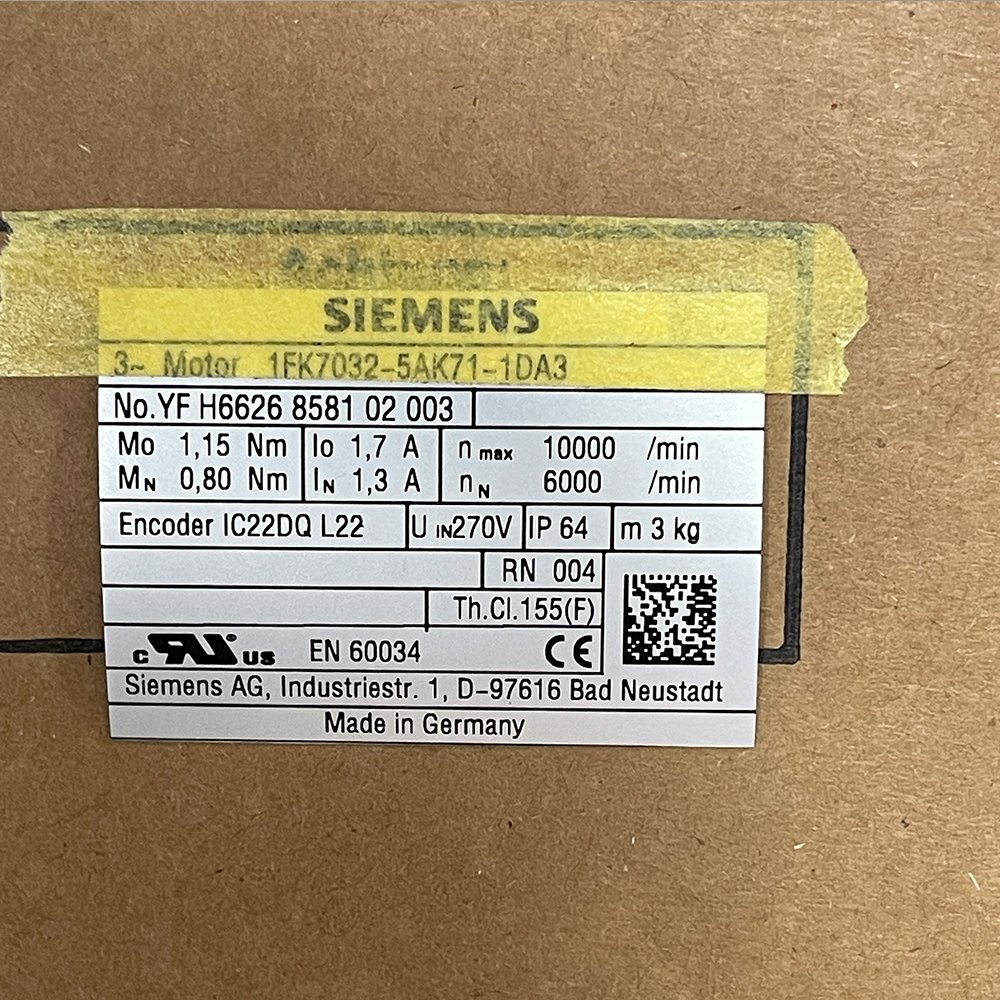 SIEMENS
3~ Motor 1FK7032-5AK71-1DA3
No.YF H6626 8581 02 003
Mo 1,15 Nm Io 1,7 A n max 10000 /min
MN 0,80 Nm IN 1,3 A nN 6000 /min
Encoder IC22DQ L22 U IN270V IP 64 m 3 kg
RN 004
Th.Cl.155(F)
c RU US EN 60034 CE
Siemens AG, Industriestr. 1, D-97616 Bad Neustadt
Made in Germany